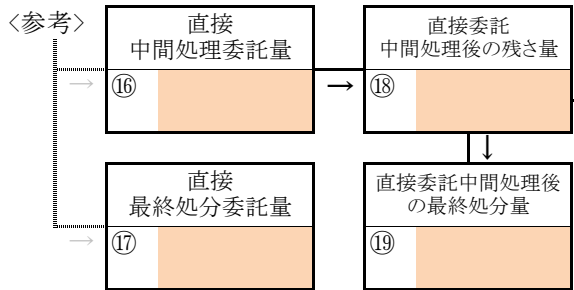 〈参考〉
直接
中間処理委託量
⑯
→
→
直接委託
中間処理後の残さ量
⑱
↓
直接
最終処分委託量
→
⑰
直接委託中間処理後
の最終処分量
⑲